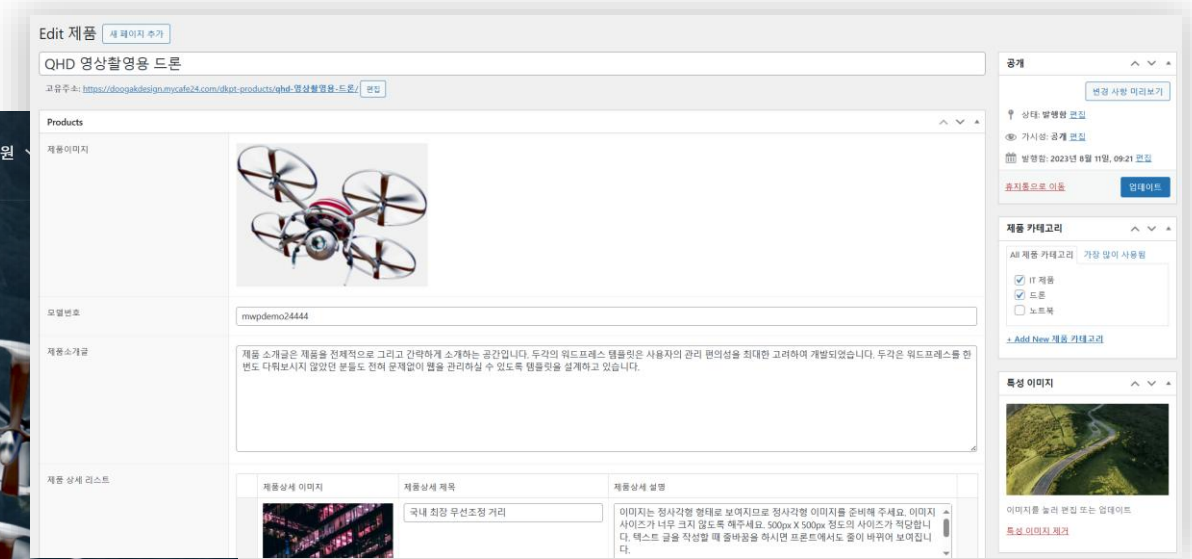 Edit 제품 새 페이지 추가
QHD 영상촬영용 드론
고유주소: https://doogakdesign.mycafe24.com/dkpt-products/qhd-영상촬영용-드론/ 편집
원
Products
제품이미지
모델번호
mwpdemo24444
제품소개글
제품 소개글은 제품을 전체적으로 그리고 간략하게 소개하는 공간입니다. 두각의 워드프레스 템플릿은 사용자의 관리 편의성을 최대한 고려하여 개발되었습니다. 두각은 워드프레스를 한
번도 다뤄보시지 않았던 분들도 전혀 문제없이 웹을 관리하실 수 있도록 템플릿을 설계하고 있습니다.
제품 상세 리스트
제품상세 이미지
제품상세 제목
제품상세 설명
국내 최장 무선조정 거리
이미지는 정사각형 형태로 보여지므로 정사각형 이미지를 준비해 주세요. 이미지
사이즈가 너무 크지 않도록 해주세요. 500px X 500px 정도의 사이즈가 적당합니
다. 텍스트 글을 작성할 때 줄바꿈을 하시면 프론트에서도 줄이 바뀌어 보여집니
다.
공개
변경 사항 미리보기
상태: 발행함 편집
가시성: 공개 편집
발행함: 2023년 8월 11일, 09:21 편집
휴지통으로 이동
업데이트
제품 카테고리
All 제품 카테고리
가장 많이 사용됨
IT 제품
드론
노트북
+ Add New 제품 카테고리
특성 이미지
이미지를 눌러 편집 또는 업데이트
특성 이미지 제거